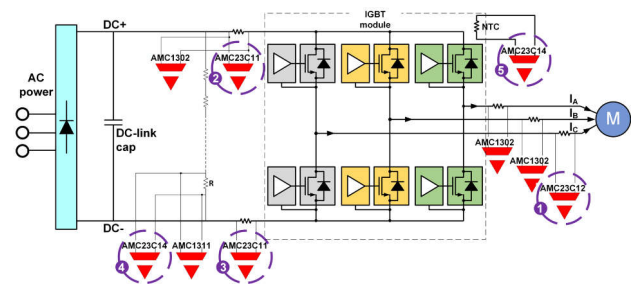 DC+
IGBT
module
NTC
AMC1302
AMC23C11
2
AMC23C14
5
AC
power
DC-link
cap
IA
IB
IC
M
AMC1302
AMC1302
AMC23C12
1
R
DC-
AMC23C14
AMC1311
AMC23C11
4
3